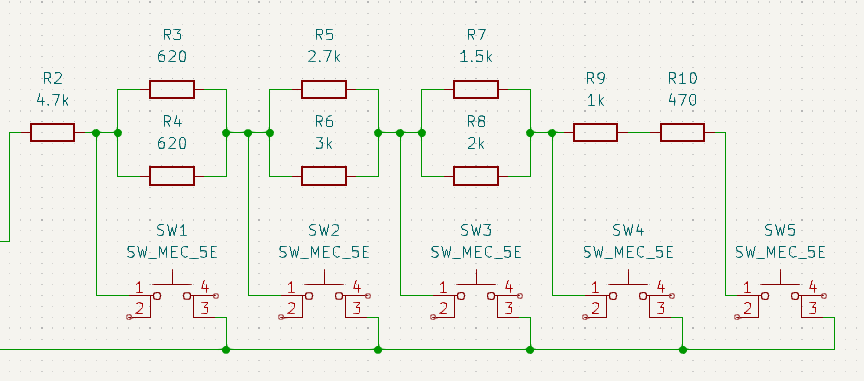 R3
620
R5
2.7k
R7
1.5k
R2
4.7k
R9
1k
R10
470
R4
620
R6
3k
R8
2k
SW1
SW_MEC_5E
SW2
SW_MEC_5E
SW3
SW_MEC_5E
SW4
SW_MEC_5E
SW5
SW_MEC_5E
1 4
2 3
1 4
2 3
1 4
2 3
1 4
2 3
1 4
2 3